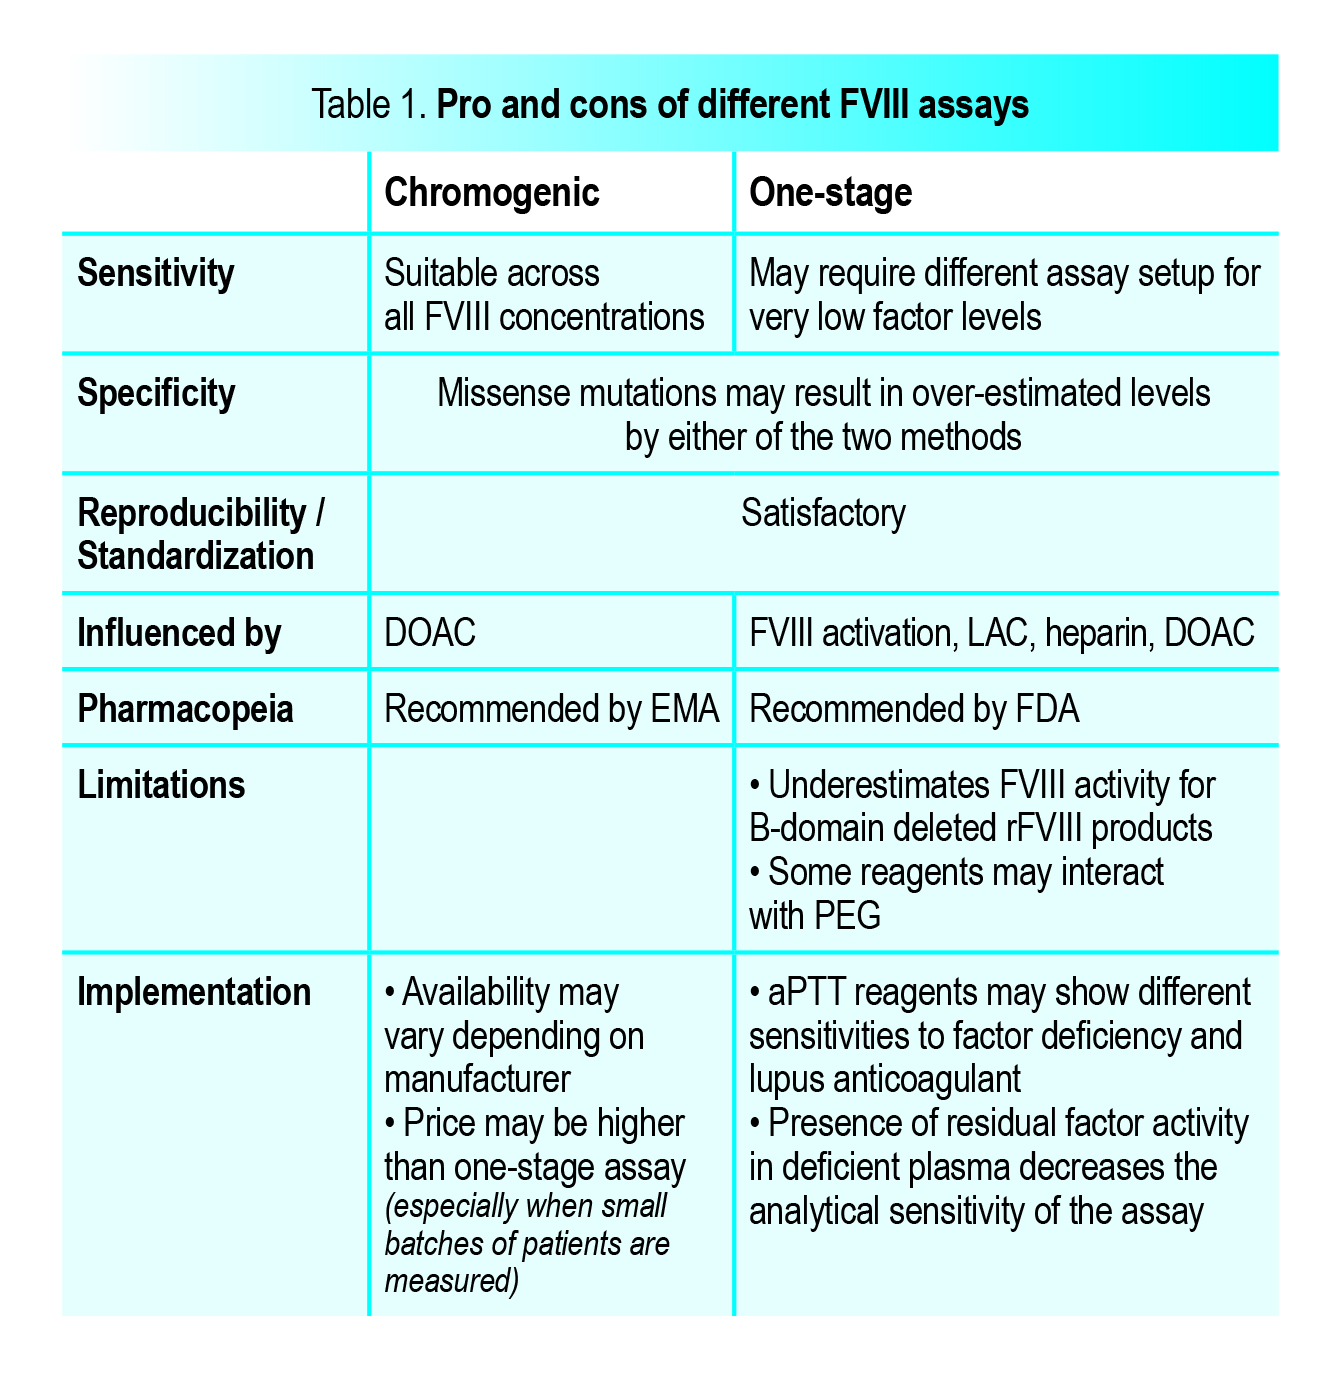 Table 1. Pro and cons of different FVIII assays
Chromogenic
One-stage
Sensitivity
Suitable across
all FVIII concentrations
May require different assay setup for
very low factor levels
Specificity
Missense mutations may result in over-estimated levels
by either of the two methods
Reproducibility /
Standardization
Satisfactory
Influenced by
DOAC
FVIII activation, LAC, heparin, DOAC
Pharmacopeia
Recommended by EMA
Recommended by FDA
Limitations
• Underestimates FVIII activity for
B-domain deleted rFVIII products
• Some reagents may interact
with PEG
Implementation
• Availability may
vary depending on
manufacturer
• Price may be higher
than one-stage assay
(especially when small
batches of patients are
measured)
• aPTT reagents may show different
sensitivities to factor deficiency and
lupus anticoagulant
• Presence of residual factor activity
in deficient plasma decreases the
analytical sensitivity of the assay